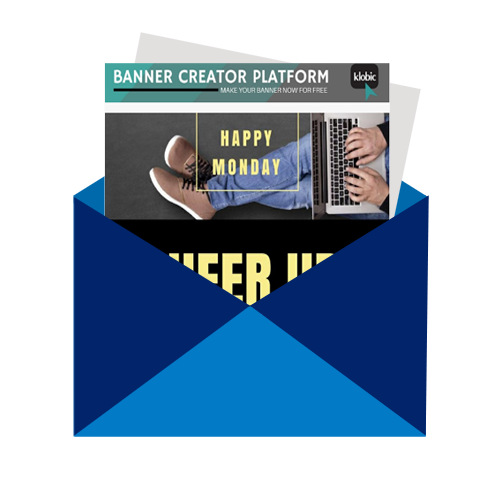 BANNER CREATOR PLATFORM
klobic
MAKE YOUR BANNER NOW FOR FREE
HAPPY
MONDAY